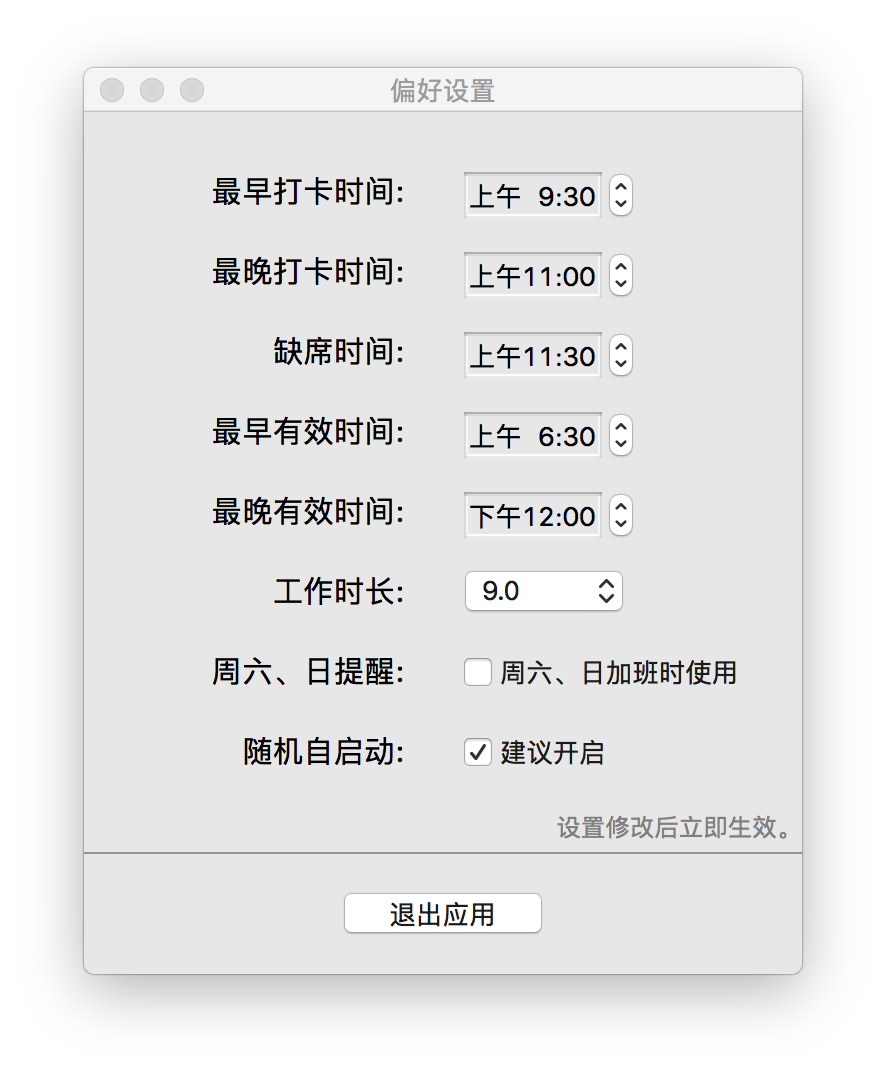 偏好设置
最早打卡时间: 上午 9:30
最晚打卡时间: 上午11:00
缺席时间: 上午11:30
最早有效时间: 上午 6:30
最晚有效时间: 下午12:00
工作时长: 9.0
周六、日提醒: 周六、日加班时使用
随机自启动: 建议开启
设置修改后立即生效。
退出应用